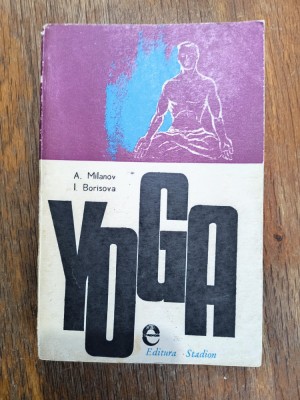 A. Milanov
I. Borisova
YOGA
e
Editura Stadion